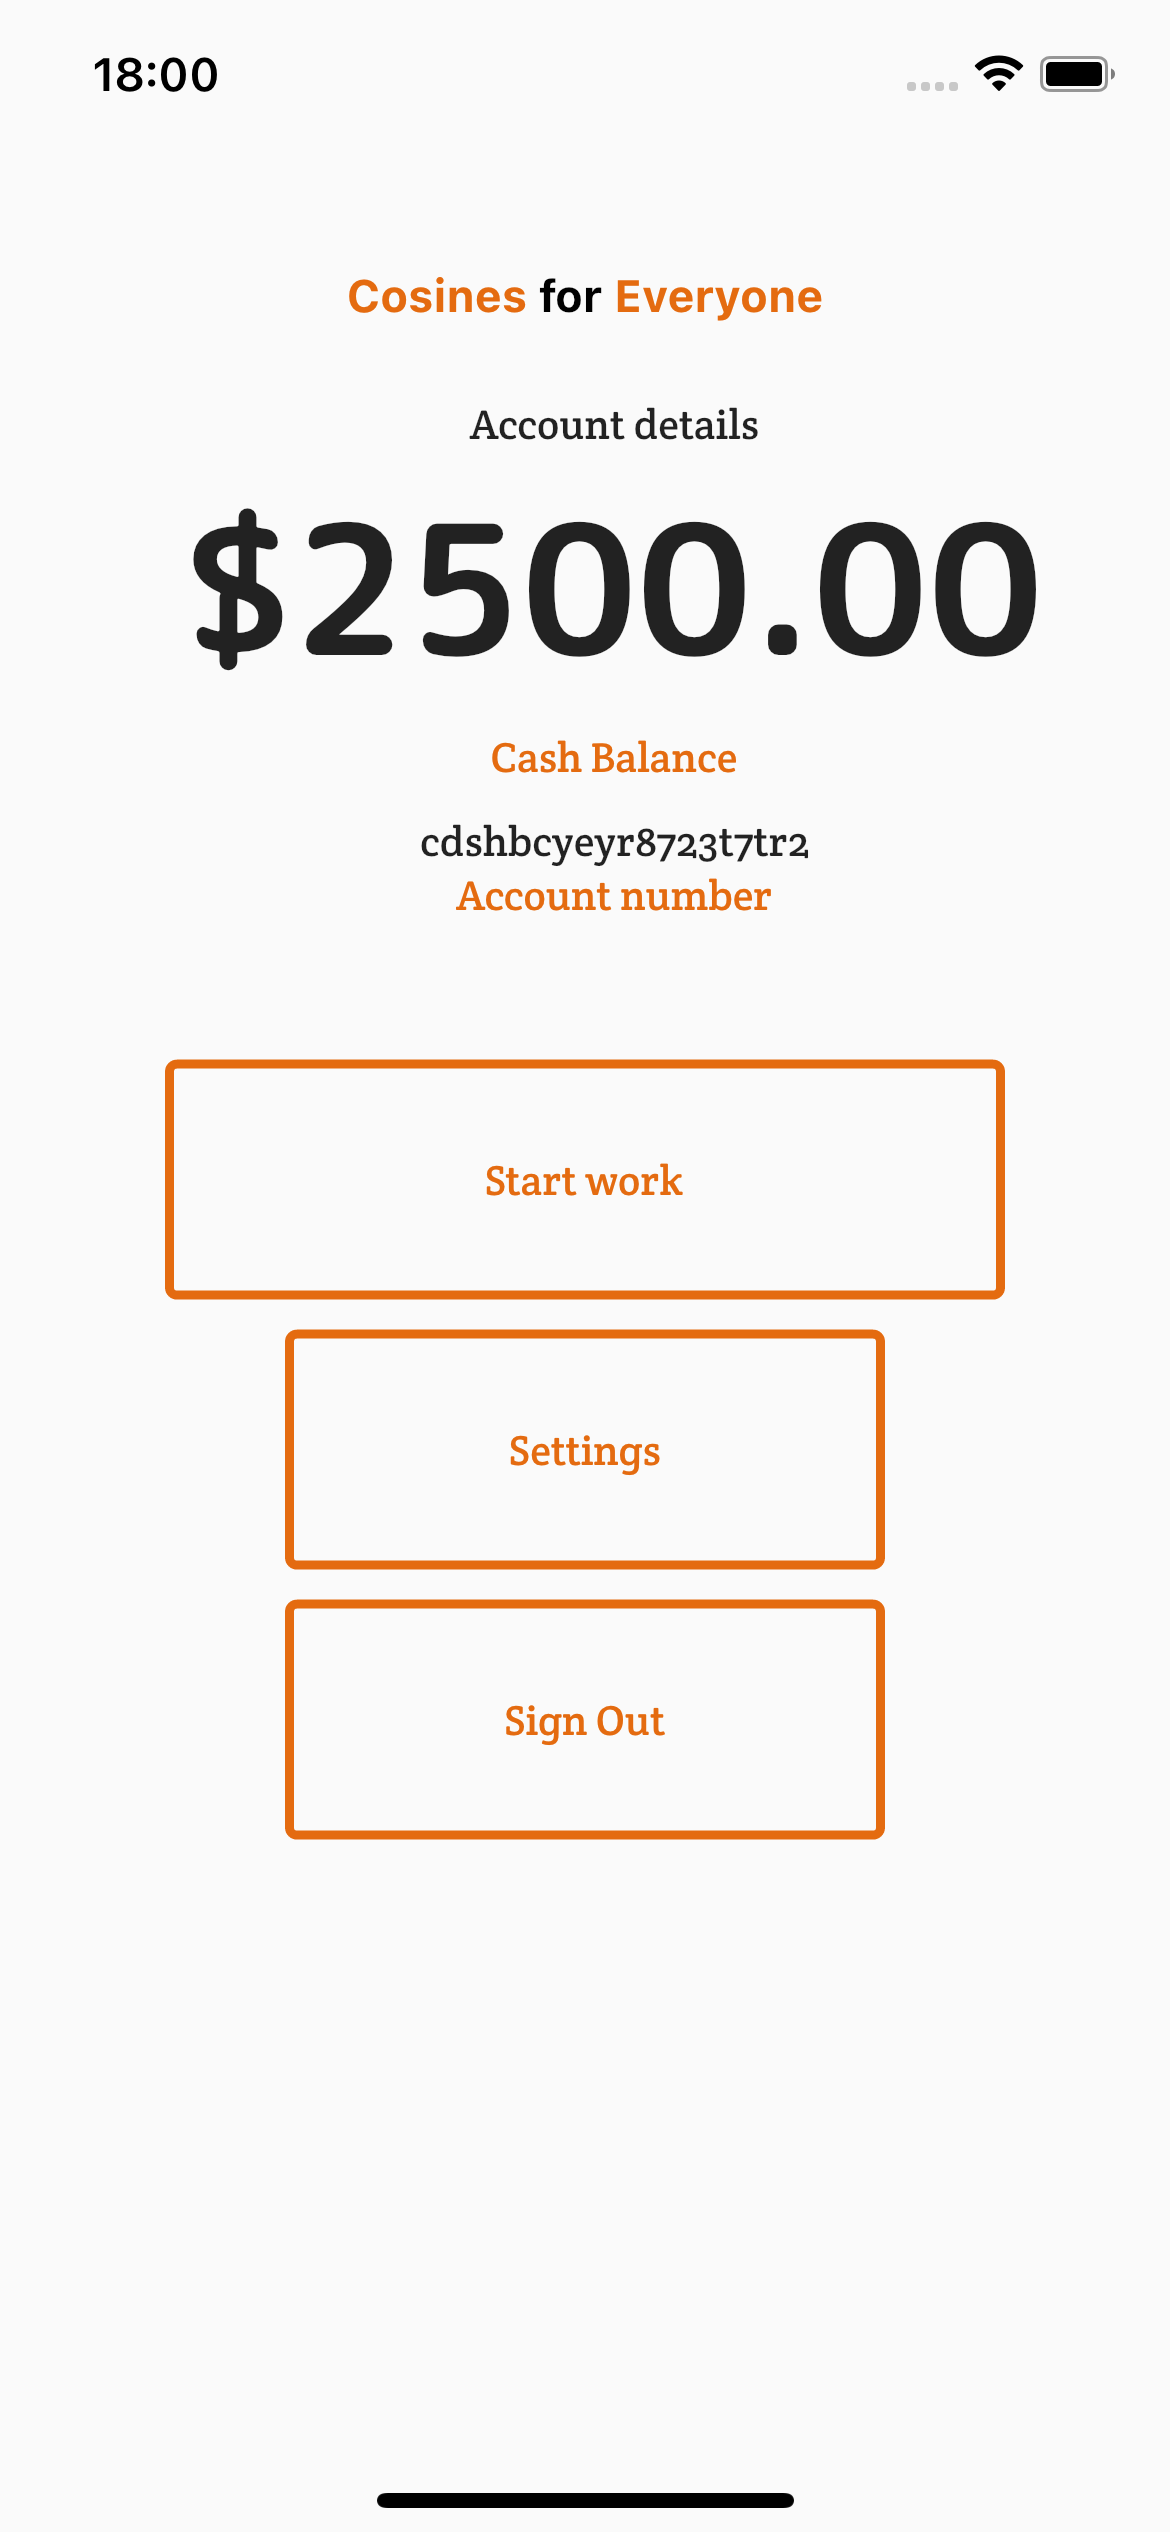 18:00
Cosines for Everyone
Account details
$2500.00
Cash Balance
cdshbcyeyr8723t7tr2
Account number
Start work
Settings
Sign Out